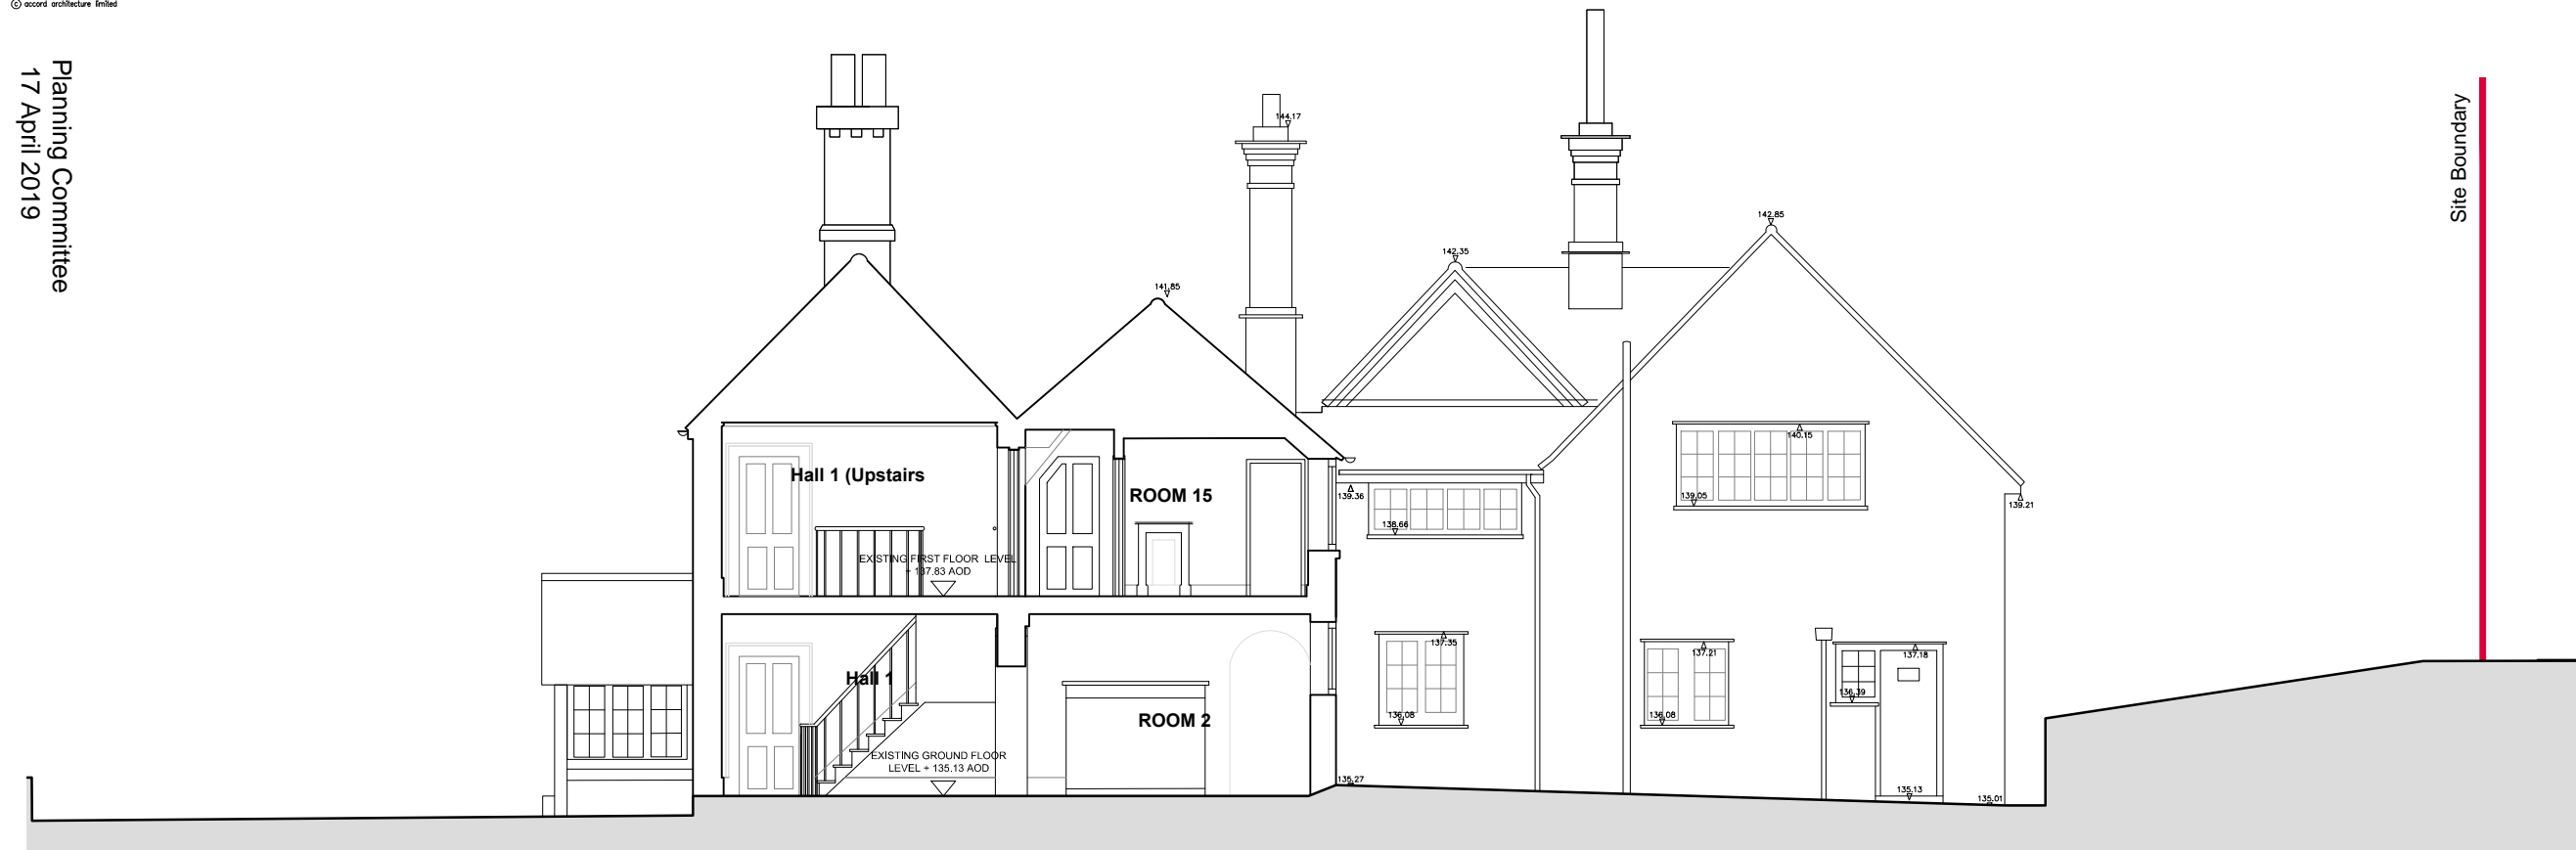 © accord architecture limited
Planning Committee
17 April 2019
Site Boundary
144.17
142.85
142.35
141.85
140.15
Hall 1 (Upstairs
ROOM 15
139.36
139.05
139.21
138.66
EXISTING FIRST FLOOR LEVEL
+ 137.83 AOD
137.35
137.21
137.18
Hall 1
136.39
ROOM 2
136.08
136.08
EXISTING GROUND FLOOR
LEVEL + 135.13 AOD
135.27
135.13
135.01